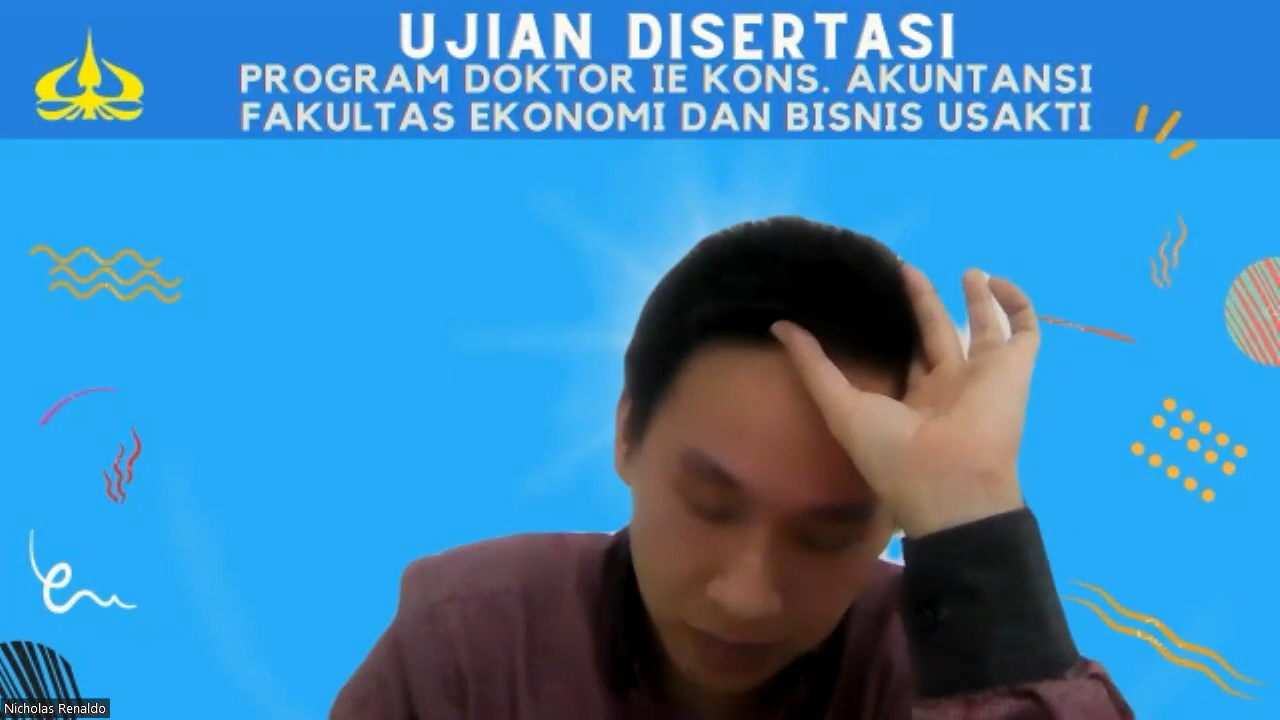 UJIAN DISERTASI
PROGRAM DOKTOR IE KONS. AKUNTANSI
FAKULTAS EKONOMI DAN BISNIS USAKTI
Nicholas Renaldo